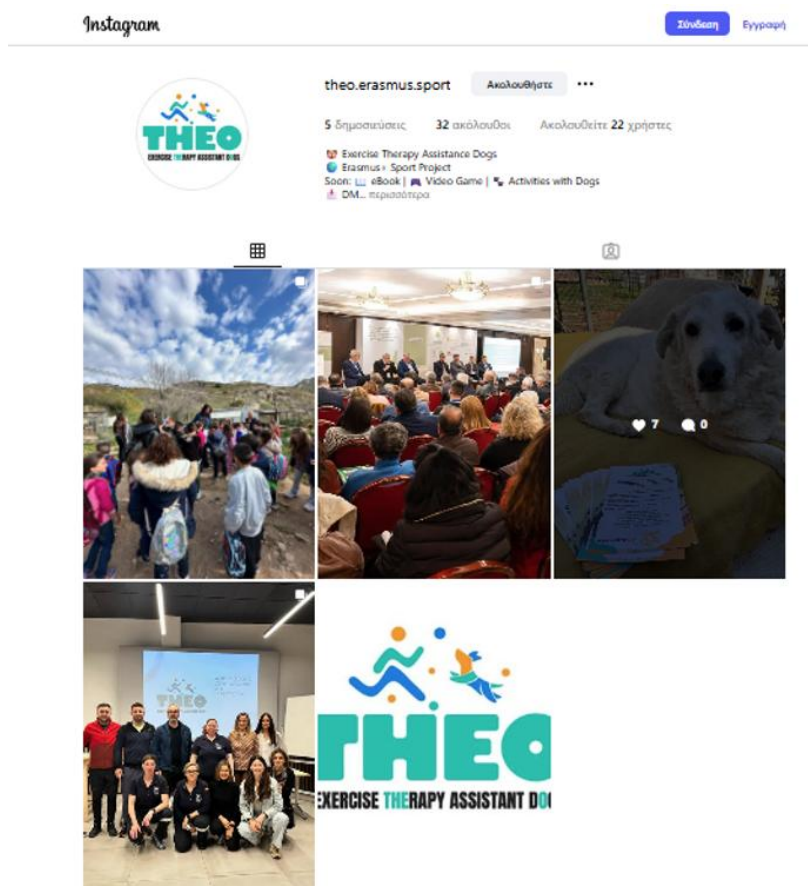 Instagram
Σύνδεση
Εγγραφή
theo.erasmus.sport
Ακολουθήστε
5 δημοσιεύσεις 32 ακόλουθοι Ακολουθείτε 22 χρήστες
THEO
EXERCISE THERAPY ASSISTANT DOGS
Exercise Therapy Assistance Dogs
Erasmus+ Sport Project
Soon: eBook | Video Game | Activities with Dogs
DM... περισσότερα
7 0
THEO
THEO
EXERCISE THERAPY ASSISTANT DO